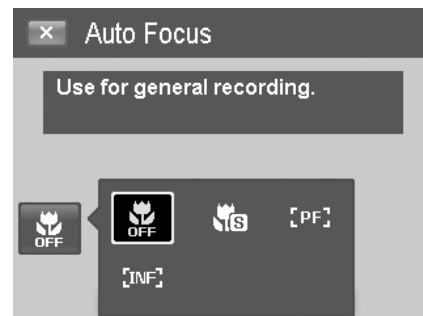 Auto Focus
Use for general recording.
OFF
OFF
S
[PF]
[INF]